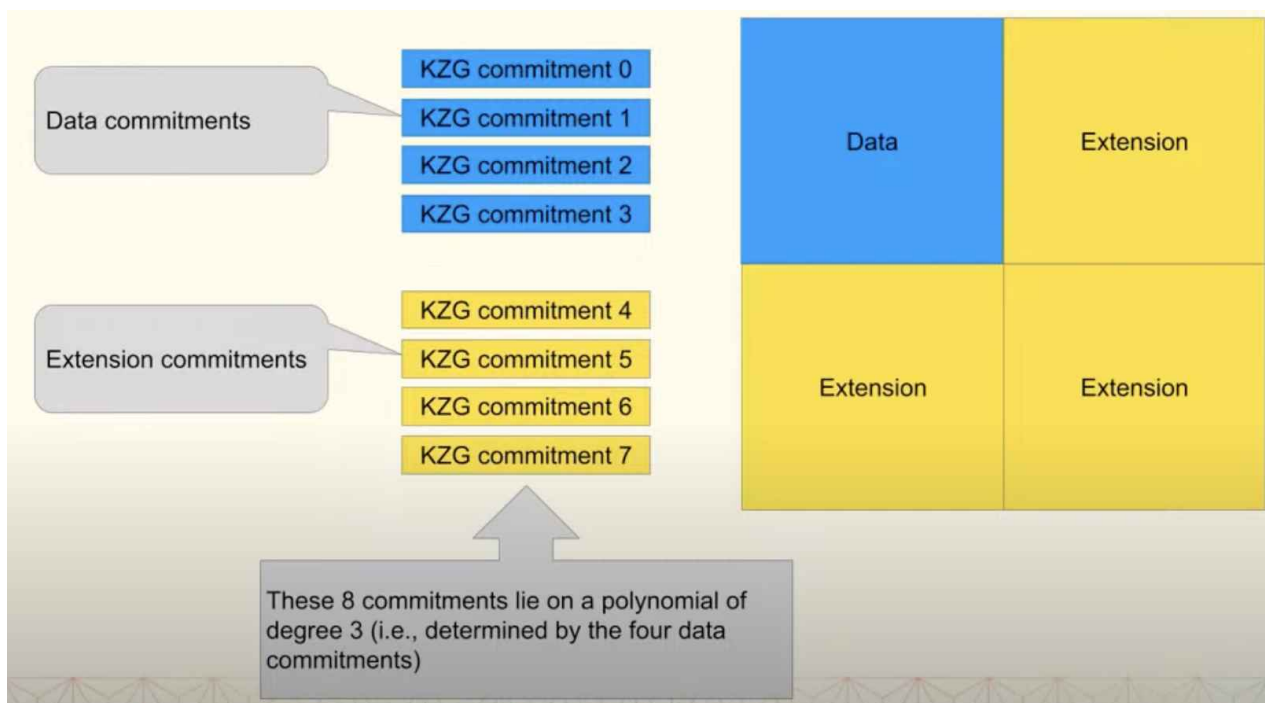 Data commitments
KZG commitment 0
KZG commitment 1
KZG commitment 2
KZG commitment 3
Data
Extension
Extension commitments
KZG commitment 4
KZG commitment 5
KZG commitment 6
KZG commitment 7
Extension
Extension
These 8 commitments lie on a polynomial of
degree 3 (i.e., determined by the four data
commitments)